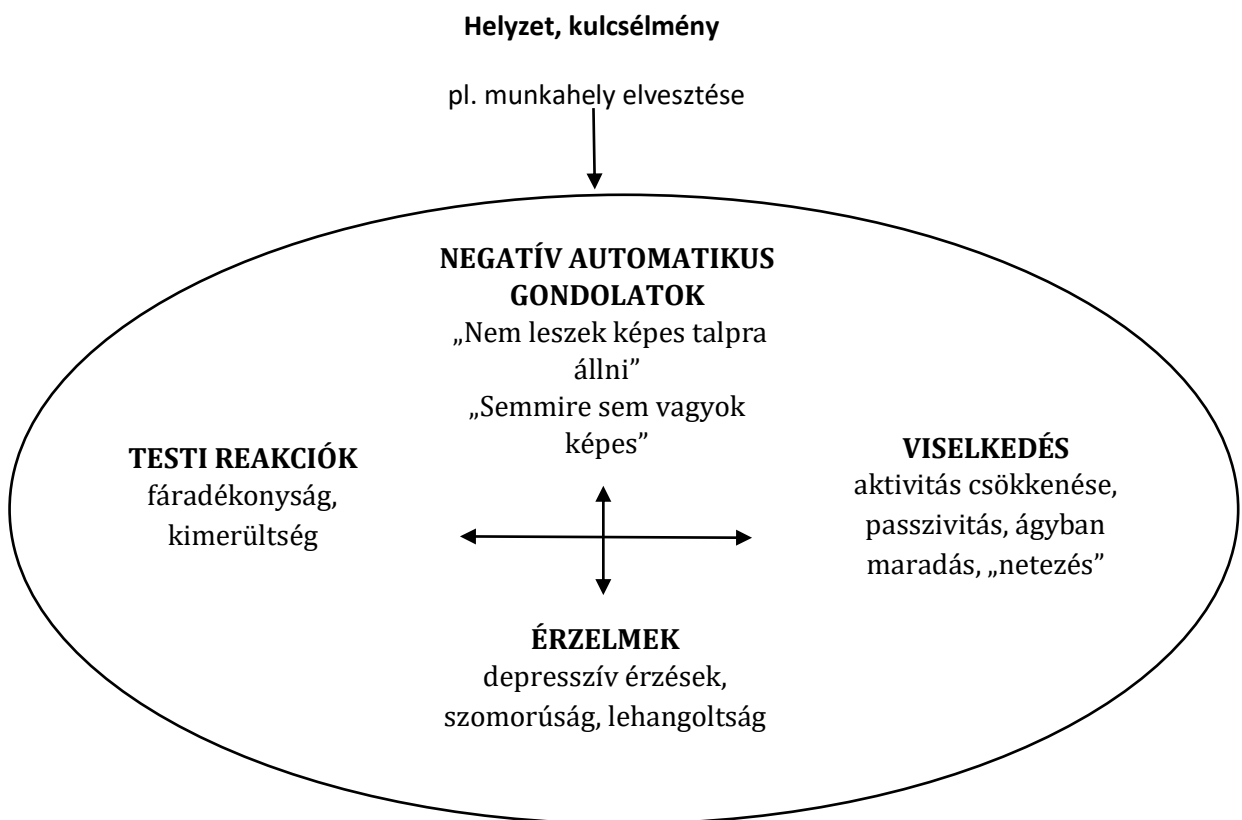 Helyzet, kulcsélmény
pl. munkahely elvesztése
NEGATÍV AUTOMATIKUS
GONDOLATOK
„Nem leszek képes talpra
állni”
„Semmire sem vagyok
képes”
TESTI REAKCIÓK
fáradékonyság,
kimerültség
VISELKEDÉS
aktivitás csökkenése,
passzivitás, ágyban
maradás, „netezés”
ÉRZELMEK
depresszív érzések,
szomorúság, lehangoltság